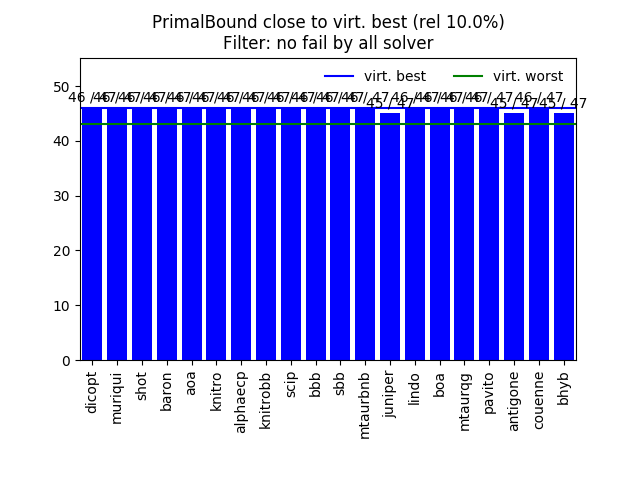 PrimalBound close to virt. best (rel 10.0%)
Filter: no fail by all solver
virt. best
virt. worst
50
40
30
20
10
0
45 / 47
45 / 47
46 / 47
45 / 47
dicopt
muriqui
shot
baron
aoa
knitro
alphaecp
knitrobb
scip
bbb
sbb
mtaurbnb
juniper
lindo
boa
mtaurqg
pavito
antigone
couenne
bhyb